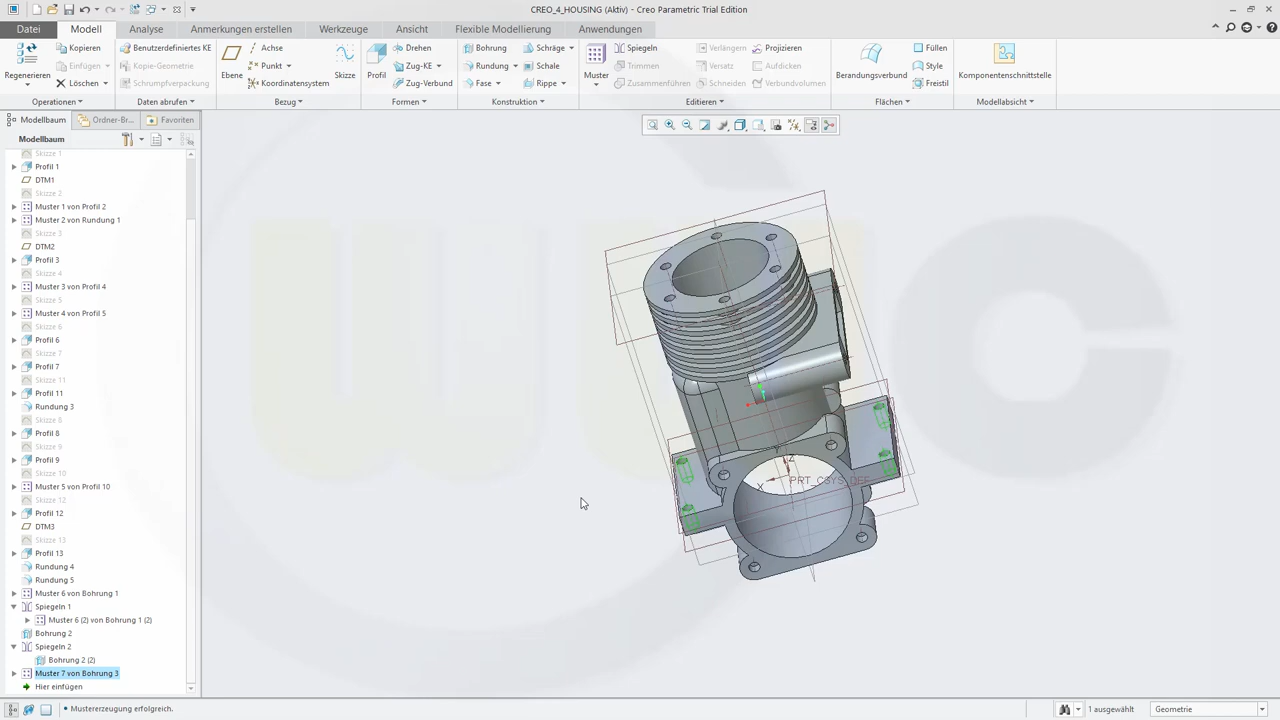 CREO_4_HOUSING (Aktiv) - Creo Parametric Trial Edition
Datei Modell Analyse Anmerkungen erstellen Werkzeuge Ansicht Flexible Modellierung Anwendungen
Kopieren Benutzerdefiniertes KE Achse Drehen Bohrung Schräge Spiegeln Verlängern Projizieren Füllen
Einfügen Kopie-Geometrie Punkt Zug-KE Rundung Schale Trimmen Versatz Aufdicken Style
Regenerieren Löschen Schrumpfverpackung Ebene Koordinatensystem Skizze Profil Zug-Verbund Fase Rippe Muster Zusammenführen Schneiden Verbundvolumen Berandungsverbund Freistil Komponentenschnittstelle
Operationen Daten abrufen Bezug Formen Konstruktion Editieren Flächen Modellabsicht
Modellbaum Ordner-Br... Favoriten
Modellbaum
Skizze 1
Profil 1
DTM1
Skizze 2
Muster 1 von Profil 2
Muster 2 von Rundung 1
Skizze 3
DTM2
Profil 3
Skizze 4
Muster 3 von Profil 4
Muster 4 von Profil 5
Skizze 6
Profil 6
Skizze 7
Profil 7
Skizze 11
Profil 11
Rundung 3
Skizze 8
Profil 8
Skizze 9
Profil 9
Skizze 10
Muster 5 von Profil 10
Skizze 12
Profil 12
DTM3
Skizze 13
Profil 13
Rundung 4
Rundung 5
Muster 6 von Bohrung 1
Spiegeln 1
Muster 6 (2) von Bohrung 1 (2)
Bohrung 2
Spiegeln 2
Bohrung 2 (2)
Muster 7 von Bohrung 3
Hier einfügen
Z
X
PRT_CSYS_DEF
Mustererzeugung erfolgreich.
1 ausgewählt
Geometrie